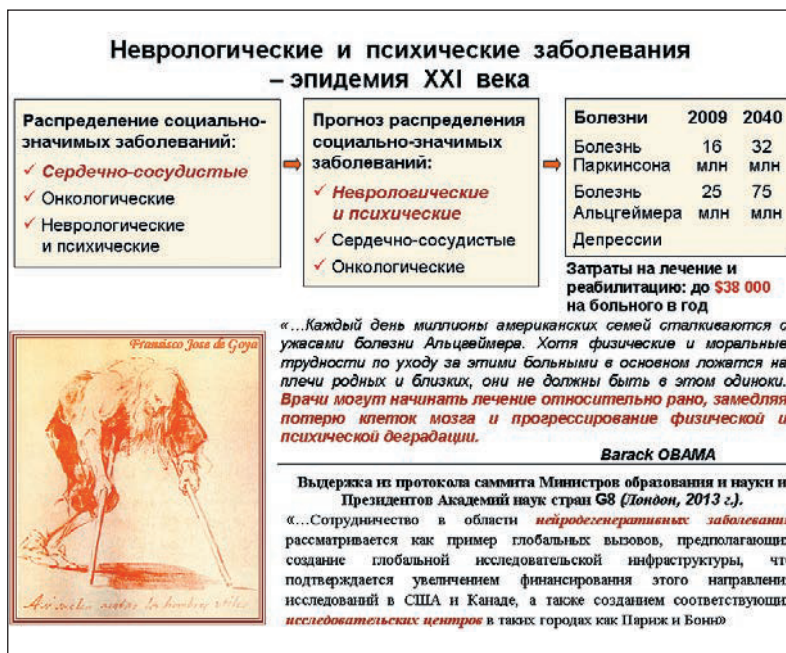 Неврологические и психические заболевания
– эпидемия XXI века
Распределение социально-
значимых заболеваний:
✓ Сердечно-сосудистые
✓ Онкологические
✓ Неврологические
и психические
Прогноз распределения
социально-значимых
заболеваний:
✓ Неврологические
и психические
✓ Сердечно-сосудистые
✓ Онкологические
Болезни 2009 2040
Болезнь 16 32
Паркинсона млн млн
Болезнь 25 75
Альцгеймера млн млн
Депрессии
Затраты на лечение и
реабилитацию: до $38 000
на больного в год
Francisco Jose de Goya
«…Каждый день миллионы американских семей сталкиваются с
ужасами болезни Альцгеймера. Хотя физические и моральные
трудности по уходу за этими больными в основном ложатся на
плечи родных и близких, они не должны быть в этом одиноки.
Врачи могут начинать лечение относительно рано, замедляя
потерю клеток мозга и прогрессирование физической и
психической деградации.
Barack OBAMA
Выдержка из протокола саммита Министров образования и науки и
Президентов Академий наук стран G8 (Лондон, 2013 г.).
«…Сотрудничество в области нейродегенеративных заболевани
рассматривается как пример глобальных вызовов, предполагающи
создание глобальной исследовательской инфраструктуры, чт
подтверждается увеличением финансирования этого направлени
исследований в США и Канаде, а также созданием соответствующи
исследовательских центров в таких городах как Париж и Бонн»